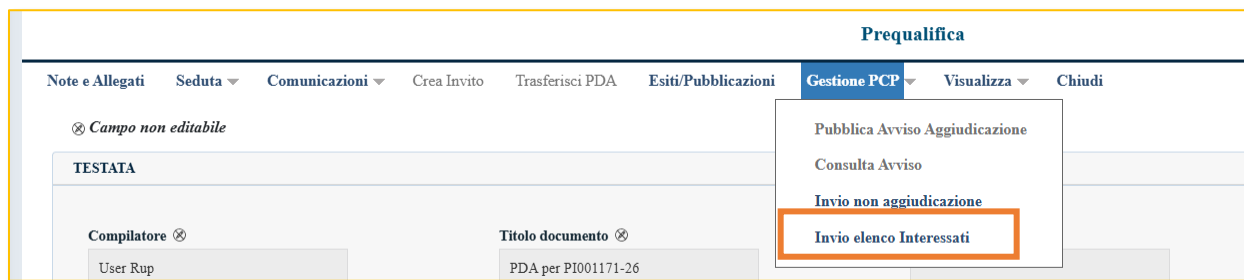 Prequalifica
Note e Allegati Seduta Comunicazioni Crea Invito Trasferisci PDA Esiti/Pubblicazioni Gestione PCP Visualizza Chiudi
Campo non editabile
Pubblica Avviso Aggiudicazione
TESTATA
Consulta Avviso
Invio non aggiudicazione
Invio elenco Interessati
Compilatore Titolo documento
User Rup PDA per PI001171-26